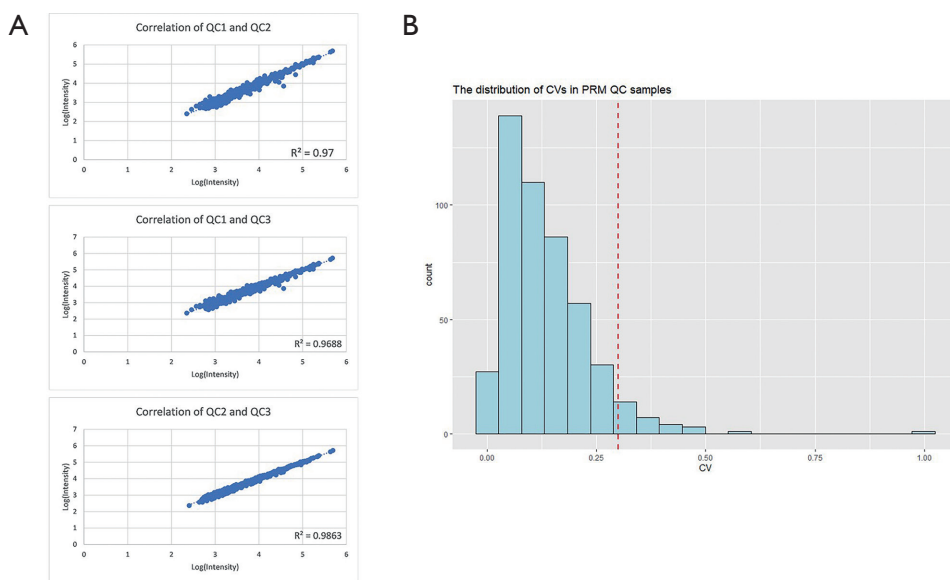 A
Correlation of QC1 and QC2
6
5
4
3
2
1
0
Log(Intensity)
0 1 2 3 4 5 6
Log(Intensity)
R² = 0.97
Correlation of QC1 and QC3
7
6
5
4
3
2
1
0
Log(Intensity)
0 1 2 3 4 5 6
Log(Intensity)
R² = 0.9688
Correlation of QC2 and QC3
7
6
5
4
3
2
1
0
Log(Intensity)
0 1 2 3 4 5 6
Log(Intensity)
R² = 0.9863
B
The distribution of CVs in PRM QC samples
100
50
0
count
0.00 0.25 0.50 0.75 1.00
CV